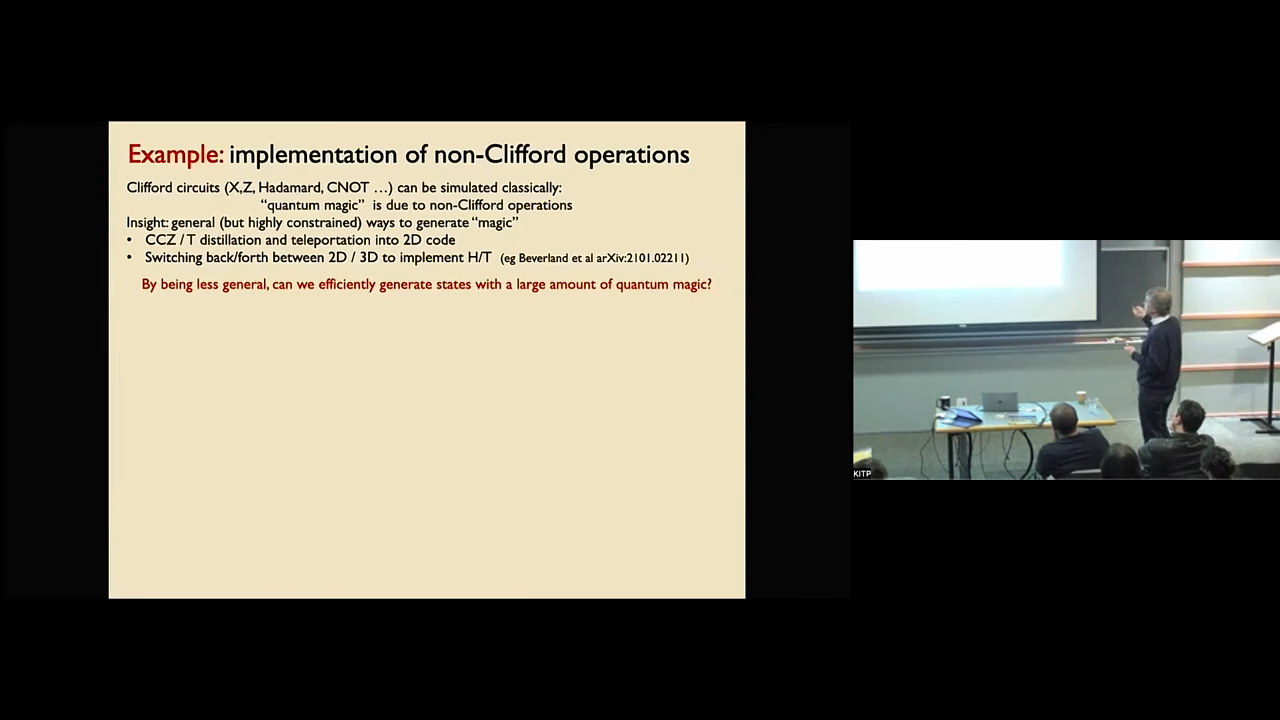 Example: implementation of non-Clifford operations
Clifford circuits (X,Z, Hadamard, CNOT …) can be simulated classically:
“quantum magic” is due to non-Clifford operations
Insight: general (but highly constrained) ways to generate “magic”
• CCZ / T distillation and teleportation into 2D code
• Switching back/forth between 2D / 3D to implement H/T (eg Beverland et al arXiv:2101.02211)
By being less general, can we efficiently generate states with a large amount of quantum magic?
KITP